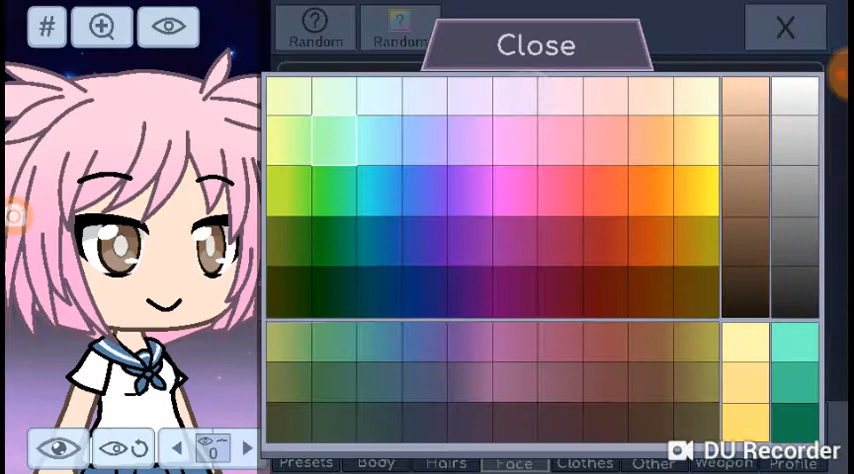 #
Close
? Random
? Random
X
0
DU Recorder
Presets Body Hairs Face Clothes Other Weapon Profile